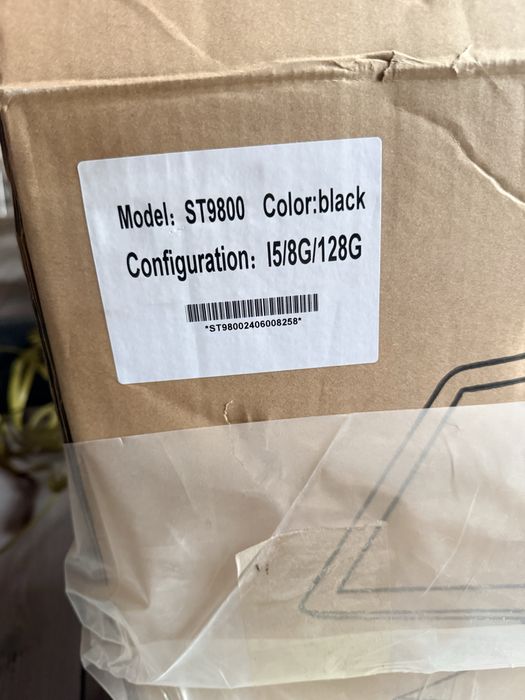 Model: ST9800 Color:black
Configuration: I5/8G/128G
*ST98002406008258*